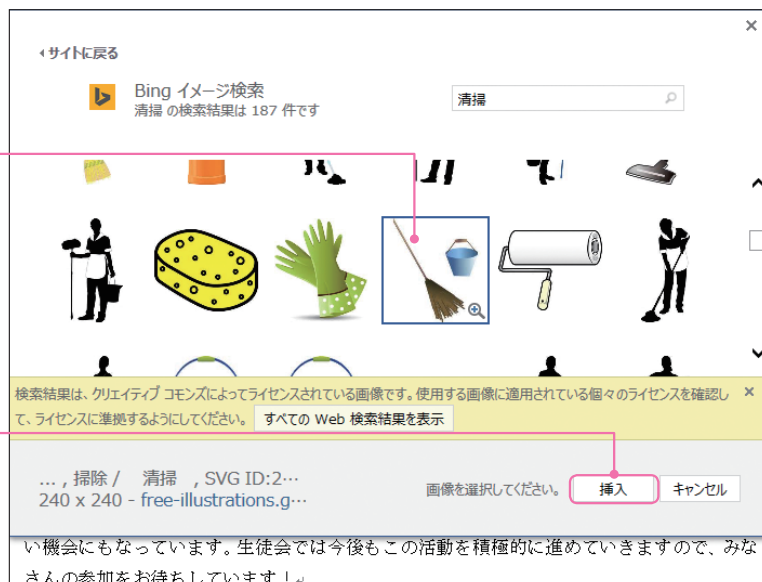 サイトに戻る
Bing イメージ検索
清掃 の検索結果は 187 件です
清掃
検索結果は、クリエイティブ コモンズによってライセンスされている画像です。使用する画像に適用されている個々のライセンスを確認し
て、ライセンスに準拠するようにしてください。 すべての Web 検索結果を表示
... , 掃除 / 清掃 , SVG ID:2…
240 x 240 - free-illustrations.g…
画像を選択してください。 挿入 キャンセル
い機会にもなっています。生徒会では今後もこの活動を積極的に進めていきますので、みな
さんの参加をお待ちしています！